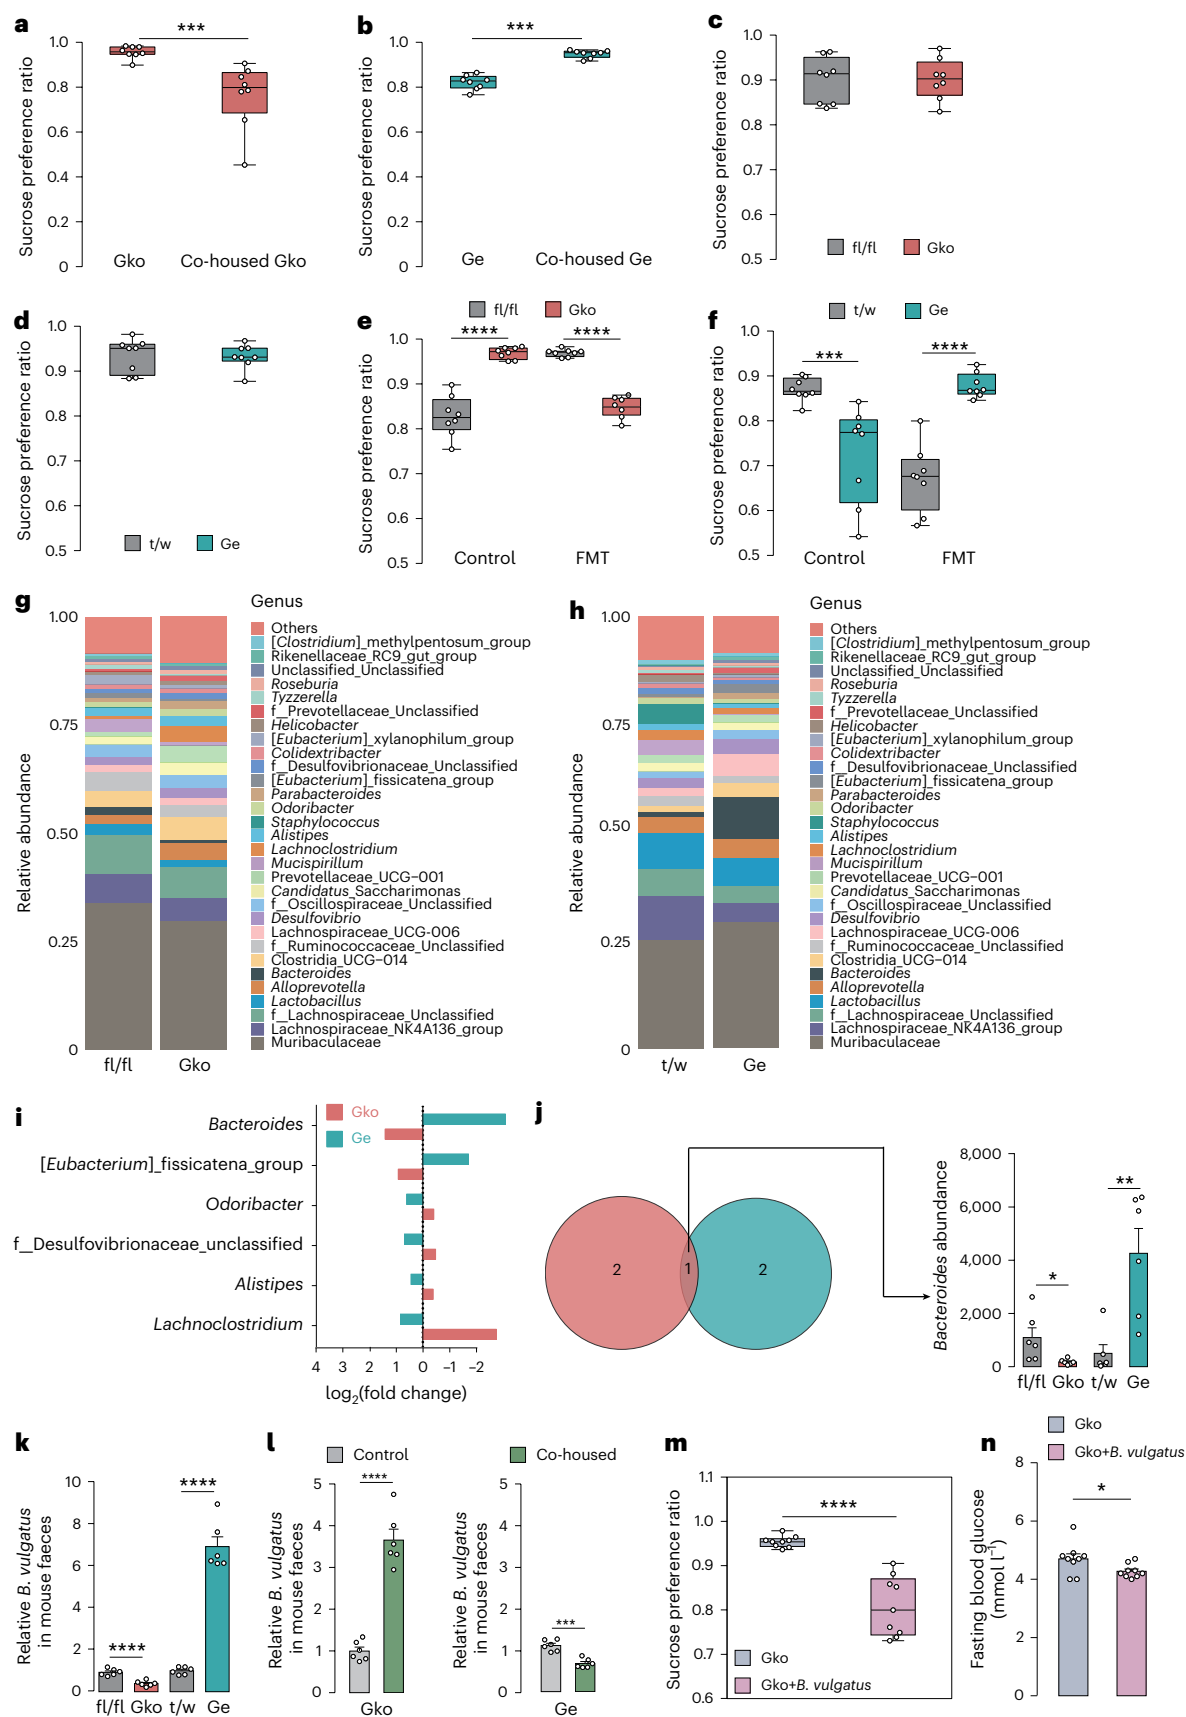 a
***
1.0
0.8
0.6
0.4
0.2
0
Sucrose preference ratio
Gko
Co-housed Gko
b
***
1.0
0.8
0.6
0.4
0.2
0
Sucrose preference ratio
Ge
Co-housed Ge
c
1.0
0.9
0.8
0.7
0.6
0.5
Sucrose preference ratio
fl/fl
Gko
d
1.0
0.9
0.8
0.7
0.6
0.5
Sucrose preference ratio
t/w
Ge
e
fl/fl
Gko
****
****
1.0
0.9
0.8
0.7
0.6
0.5
Sucrose preference ratio
Control
FMT
f
t/w
Ge
***
****
1.0
0.9
0.8
0.7
0.6
0.5
Sucrose preference ratio
Control
FMT
g
1.00
0.75
0.50
0.25
0
Relative abundance
fl/fl
Gko
Genus
Others
[Clostridium]_methylpentosum_group
Rikenellaceae_RC9_gut_group
Unclassified_Unclassified
Roseburia
Tyzzerella
f__Prevotellaceae_Unclassified
Helicobacter
[Eubacterium]_xylanophilum_group
Colidextribacter
f__Desulfovibrionaceae_Unclassified
[Eubacterium]_fissicatena_group
Parabacteroides
Odoribacter
Staphylococcus
Alistipes
Lachnoclostridium
Mucispirillum
Prevotellaceae_UCG-001
Candidatus_Saccharimonas
f__Oscillospiraceae_Unclassified
Desulfovibrio
Lachnospiraceae_UCG-006
f__Ruminococcaceae_Unclassified
Clostridia_UCG-014
Bacteroides
Alloprevotella
Lactobacillus
f__Lachnospiraceae_Unclassified
Lachnospiraceae_NK4A136_group
Muribaculaceae
h
1.00
0.75
0.50
0.25
0
Relative abundance
t/w
Ge
Genus
Others
[Clostridium]_methylpentosum_group
Rikenellaceae_RC9_gut_group
Unclassified_Unclassified
Roseburia
Tyzzerella
f__Prevotellaceae_Unclassified
Helicobacter
[Eubacterium]_xylanophilum_group
Colidextribacter
f__Desulfovibrionaceae_Unclassified
[Eubacterium]_fissicatena_group
Parabacteroides
Odoribacter
Staphylococcus
Alistipes
Lachnoclostridium
Mucispirillum
Prevotellaceae_UCG-001
Candidatus_Saccharimonas
f__Oscillospiraceae_Unclassified
Desulfovibrio
Lachnospiraceae_UCG-006
f__Ruminococcaceae_Unclassified
Clostridia_UCG-014
Bacteroides
Alloprevotella
Lactobacillus
f__Lachnospiraceae_Unclassified
Lachnospiraceae_NK4A136_group
Muribaculaceae
i
Gko
Ge
Bacteroides
[Eubacterium]_fissicatena_group
Odoribacter
f__Desulfovibrionaceae_unclassified
Alistipes
Lachnoclostridium
4 3 2 1 0 –1 –2
log2(fold change)
j
2
1
2
8,000
6,000
4,000
2,000
0
Bacteroides abundance
*
**
fl/fl Gko t/w Ge
k
10
8
6
4
2
0
Relative B. vulgatus
in mouse faeces
****
****
fl/fl Gko t/w Ge
l
Control
Co-housed
5
4
3
2
1
0
Relative B. vulgatus
in mouse faeces
****
Gko
5
4
3
2
1
0
Relative B. vulgatus
in mouse faeces
***
Ge
m
1.1
1.0
0.9
0.8
0.7
0.6
Sucrose preference ratio
****
Gko
Gko+B. vulgatus
n
Gko
Gko+B. vulgatus
8
6
4
2
0
Fasting blood glucose
(mmol l–1)
*